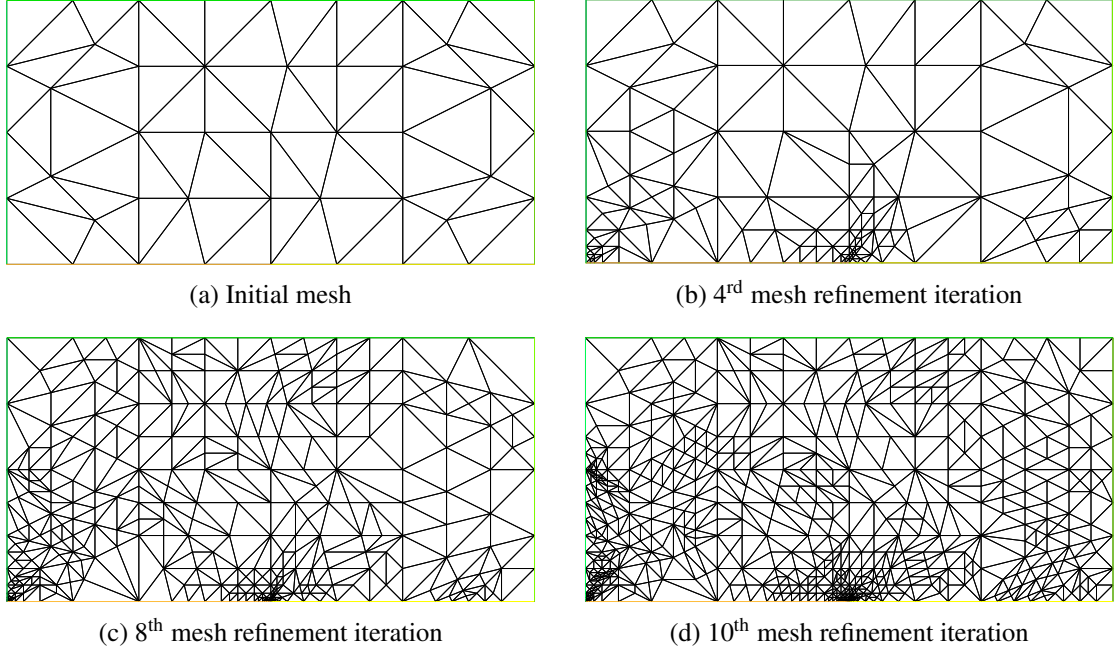 (a) Initial mesh
(b) 4rd mesh refinement iteration
(c) 8th mesh refinement iteration
(d) 10th mesh refinement iteration